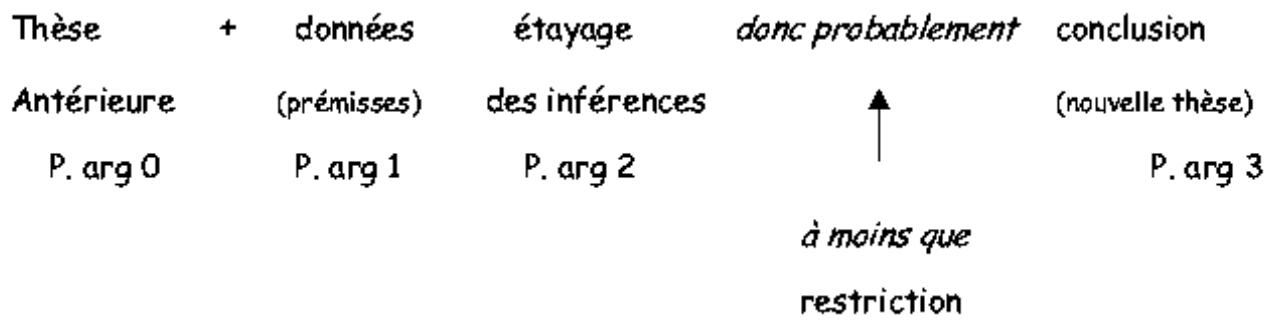 Thèse + données étayage donc probablement conclusion
Antérieure (prémisses) des inférences (nouvelle thèse)
P. arg 0 P. arg 1 P. arg 2 P. arg 3
à moins que
restriction